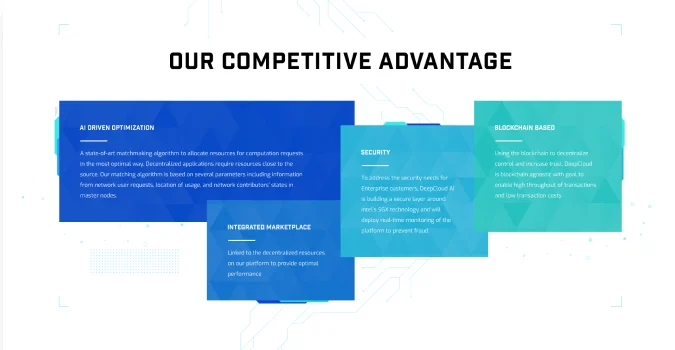 OUR COMPETITIVE ADVANTAGE
AI DRIVEN OPTIMIZATION
A state-of-art matchmaking algorithm to allocate resources for computation requests
in the most optimal way. Decentralized applications require resources close to the
source. Our matching algorithm is based on several parameters including information
from network user requests, location of usage, and network contributors' states in
master nodes.
INTEGRATED MARKETPLACE
Linked to the decentralized resources
on our platform to provide optimal
performance
SECURITY
To address the security needs for
Enterprise customers, DeepCloud AI
is building a secure layer around
Intel's SGX technology and will
deploy real-time monitoring of the
platform to prevent fraud.
BLOCKCHAIN BASED
Using the blockchain to decentralize
central and increase trust, DeepCloud
is blockchain agnostic with goal to
enable high throughout of transactions
and low transaction costs.